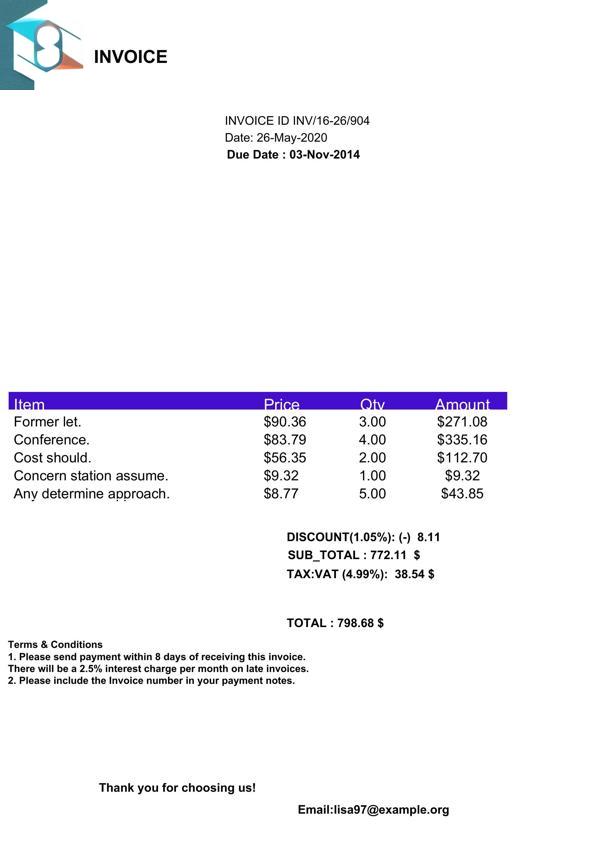 INVOICE
INVOICE ID INV/16-26/904
Date: 26-May-2020
Due Date : 03-Nov-2014
Item Price Qty Amount
Former let. $90.36 3.00 $271.08
Conference. $83.79 4.00 $335.16
Cost should. $56.35 2.00 $112.70
Concern station assume. $9.32 1.00 $9.32
Any determine approach. $8.77 5.00 $43.85
DISCOUNT(1.05%): (-) 8.11
SUB_TOTAL : 772.11 $
TAX:VAT (4.99%): 38.54 $
TOTAL : 798.68 $
Terms & Conditions
1. Please send payment within 8 days of receiving this invoice.
There will be a 2.5% interest charge per month on late invoices.
2. Please include the Invoice number in your payment notes.
Thank you for choosing us!
Email:lisa97@example.org